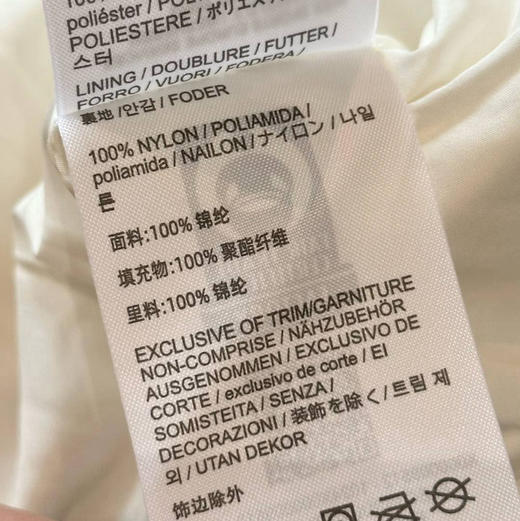 poliéster / POLI
POLIESTERE / ポリエス
스터
LINING / DOUBLURE / FUTTER /
FORRO / VUORI / FODERA /
裏地 /안감 / FODER
100% NYLON / POLIAMIDA /
poliamida / NAILON / ナイロン / 나일
론
面料:100% 锦纶
填充物:100% 聚酯纤维
里料:100% 锦纶
EXCLUSIVE OF TRIM/GARNITURE
NON-COMPRISE / NÄHZUBEHÖR
AUSGENOMMEN / EXCLUSIVO DE
CORTE / exclusivo de corte / EI
SOMISTEITA / SENZA /
DECORAZIONI / 装飾を除く / 트림 제
외 / UTAN DEKOR
饰边除外